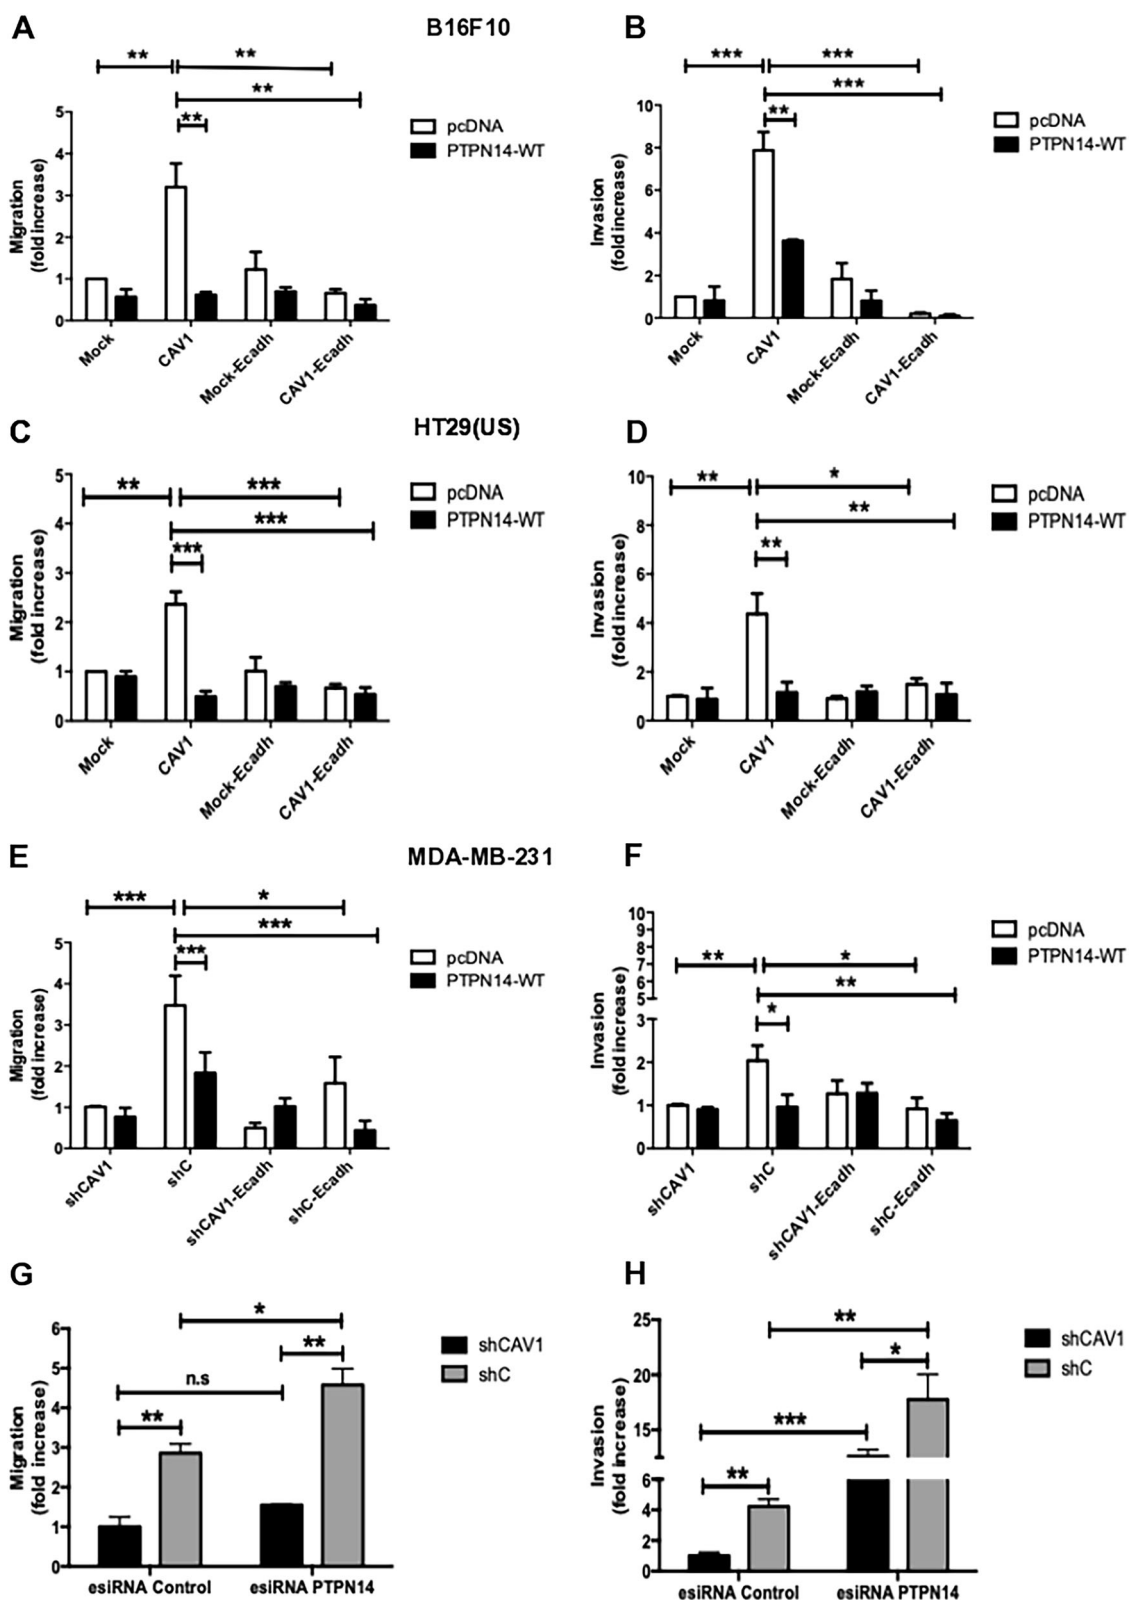 A
B16F10
** **
**
**
Migration
(fold increase)
5
4
3
2
1
0
Mock
CAV1
Mock-Ecadh
CAV1-Ecadh
pcDNA
PTPN14-WT
B
*** ***
***
**
Invasion
(fold increase)
10
8
6
4
2
0
Mock
CAV1
Mock-Ecadh
CAV1-Ecadh
pcDNA
PTPN14-WT
C
HT29(US)
** ***
***
***
Migration
(fold increase)
5
4
3
2
1
0
Mock
CAV1
Mock-Ecadh
CAV1-Ecadh
pcDNA
PTPN14-WT
D
** *
**
**
Invasion
(fold increase)
10
8
6
4
2
0
Mock
CAV1
Mock-Ecadh
CAV1-Ecadh
pcDNA
PTPN14-WT
E
MDA-MB-231
*** *
***
***
Migration
(fold increase)
5
4
3
2
1
0
shCAV1
shC
shCAV1-Ecadh
shC-Ecadh
pcDNA
PTPN14-WT
F
** *
**
*
Invasion
(fold increase)
10
9
8
7
6
5
3
2
1
0
shCAV1
shC
shCAV1-Ecadh
shC-Ecadh
pcDNA
PTPN14-WT
G
*
**
n.s
**
Migration
(fold increase)
6
5
4
3
2
1
0
esiRNA Control
esiRNA PTPN14
shCAV1
shC
H
**
*
***
**
Invasion
(fold increase)
25
20
15
6
4
2
0
esiRNA Control
esiRNA PTPN14
shCAV1
shC